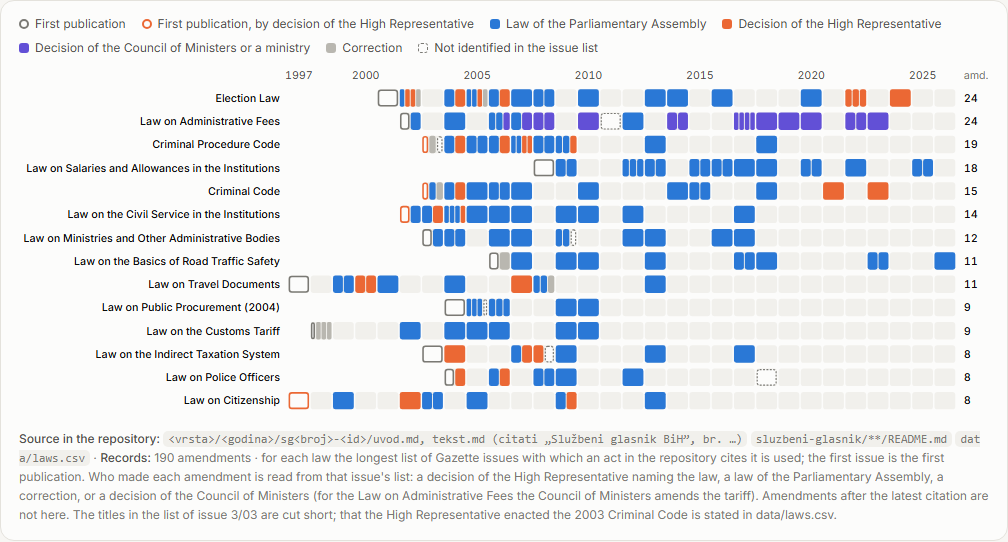 First publication First publication, by decision of the High Representative Law of the Parliamentary Assembly Decision of the High Representative
Decision of the Council of Ministers or a ministry Correction Not identified in the issue list
1997 2000 2005 2010 2015 2020 2025 amd.
Election Law 24
Law on Administrative Fees 24
Criminal Procedure Code 19
Law on Salaries and Allowances in the Institutions 18
Criminal Code 15
Law on the Civil Service in the Institutions 14
Law on Ministries and Other Administrative Bodies 12
Law on the Basics of Road Traffic Safety 11
Law on Travel Documents 11
Law on Public Procurement (2004) 9
Law on the Customs Tariff 9
Law on the Indirect Taxation System 8
Law on Police Officers 8
Law on Citizenship 8
Source in the repository: <vrsta>/<godina>/sg<broj>-<id>/uvod.md, tekst.md (citati „Službeni glasnik BiH”, br. …) sluzbeni-glasnik/**/README.md dat
a/laws.csv · Records: 190 amendments · for each law the longest list of Gazette issues with which an act in the repository cites it is used; the first issue is the first
publication. Who made each amendment is read from that issue's list: a decision of the High Representative naming the law, a law of the Parliamentary Assembly, a
correction, or a decision of the Council of Ministers (for the Law on Administrative Fees the Council of Ministers amends the tariff). Amendments after the latest citation are
not here. The titles in the list of issue 3/03 are cut short; that the High Representative enacted the 2003 Criminal Code is stated in data/laws.csv.